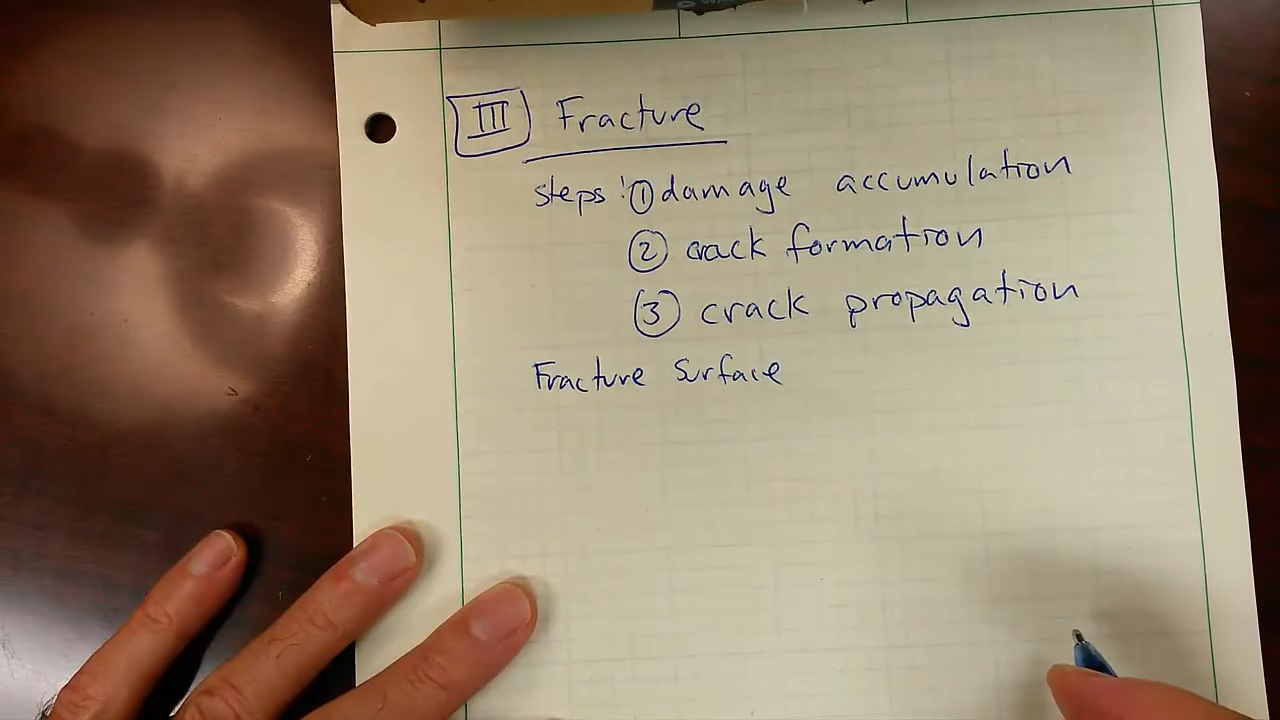 III Fracture
steps: ① damage accumulation
② crack formation
③ crack propagation
Fracture Surface